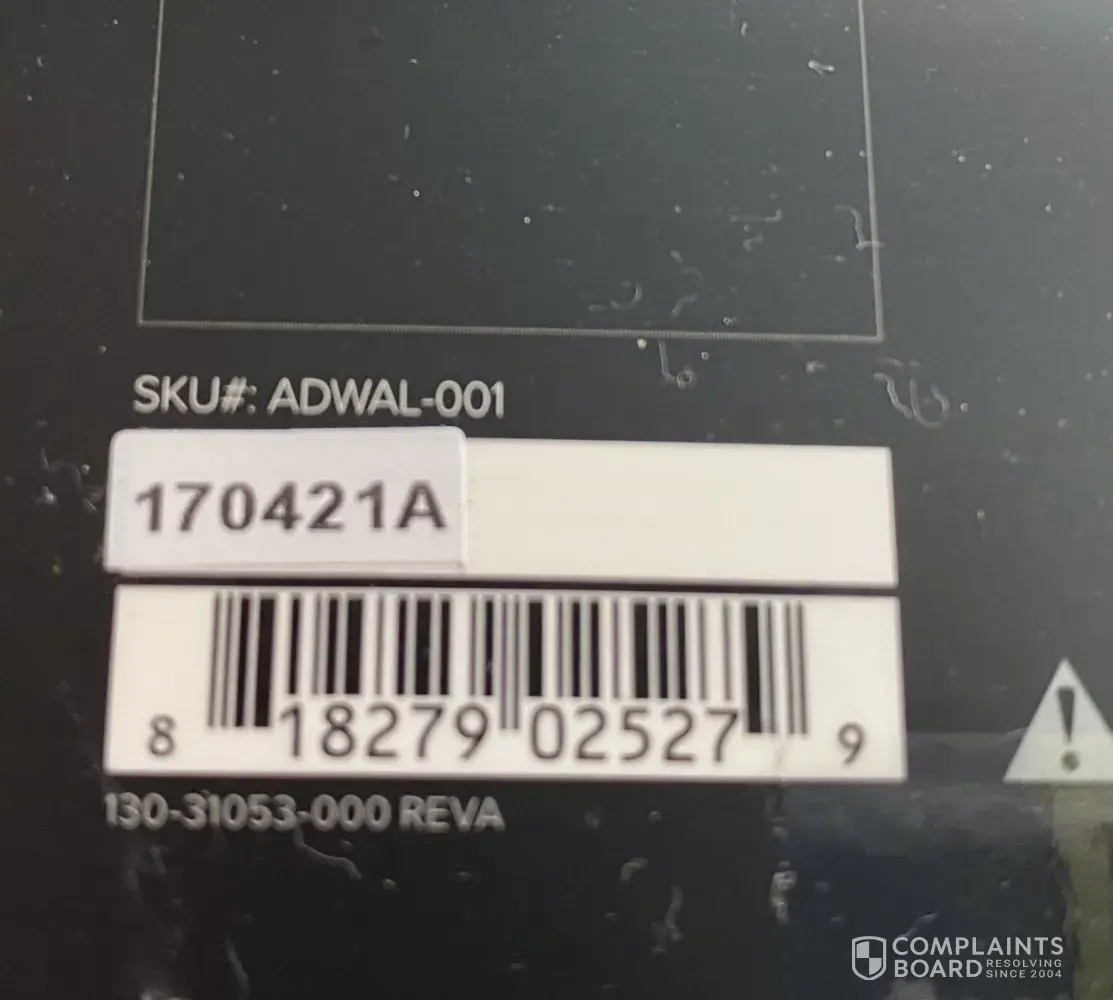 SKU#: ADWAL-001
170421A
8 18279 02527 9
130-31053-000 REVA
COMPLAINTS
BOARD RESOLVING
SINCE 2004